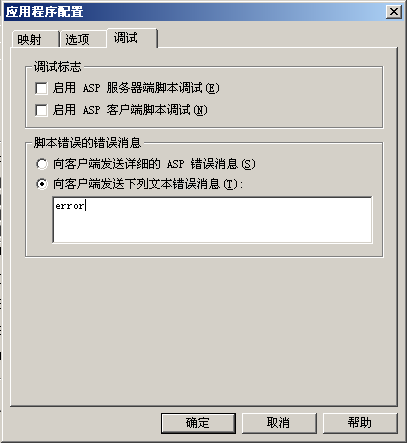 应用程序配置
映射 选项 调试
调试标志
启用 ASP 服务器端脚本调试(E)
启用 ASP 客户端脚本调试(N)
脚本错误的错误消息
向客户端发送详细的 ASP 错误消息(S)
向客户端发送下列文本错误消息(T):
error
确定 取消 帮助